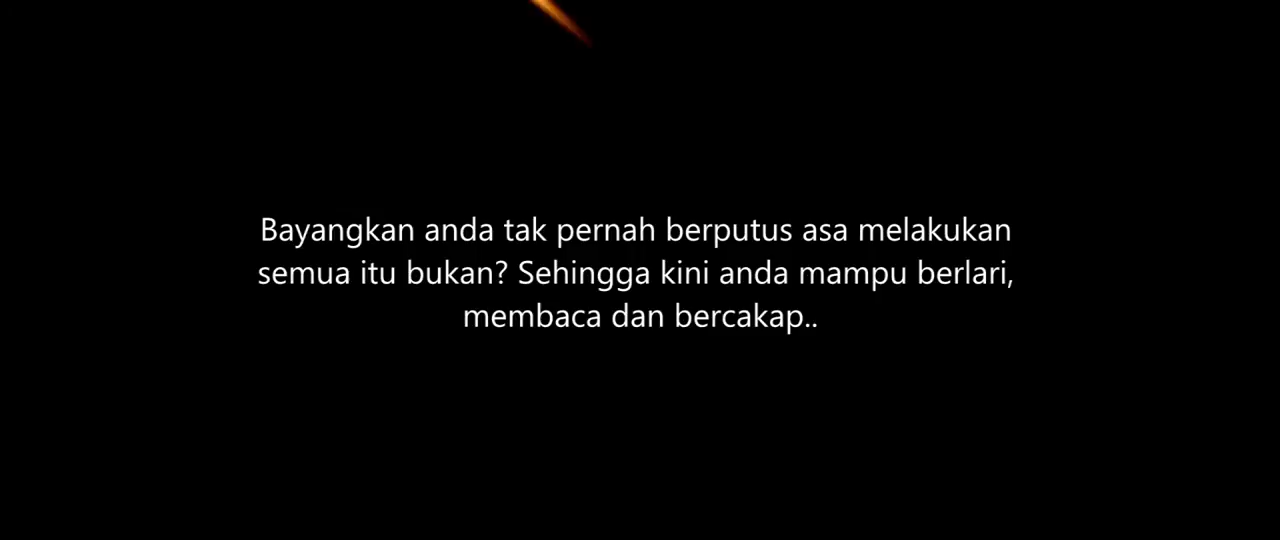 Bayangkan anda tak pernah berputus asa melakukan
semua itu bukan? Sehingga kini anda mampu berlari,
membaca dan bercakap..